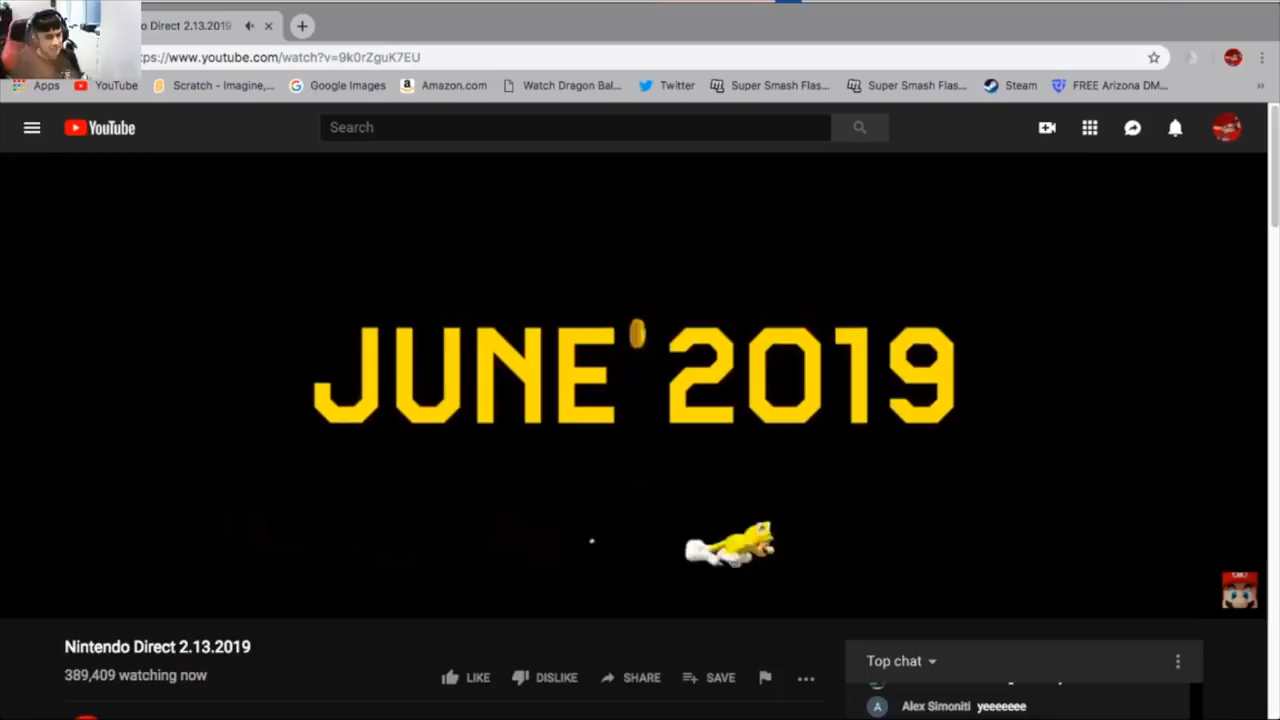 do Direct 2.13.2019
ps://www.youtube.com/watch?v=9k0rZguK7EU
Apps YouTube Scratch - Imagine,... Google Images Amazon.com Watch Dragon Bal... Twitter Super Smash Flas... Super Smash Flas... Steam FREE Arizona DM... »
YouTube
Search
JUNE 2019
Nintendo Direct 2.13.2019
389,409 watching now
LIKE DISLIKE SHARE SAVE
Top chat
A Alex Simoniti yeeeeeee